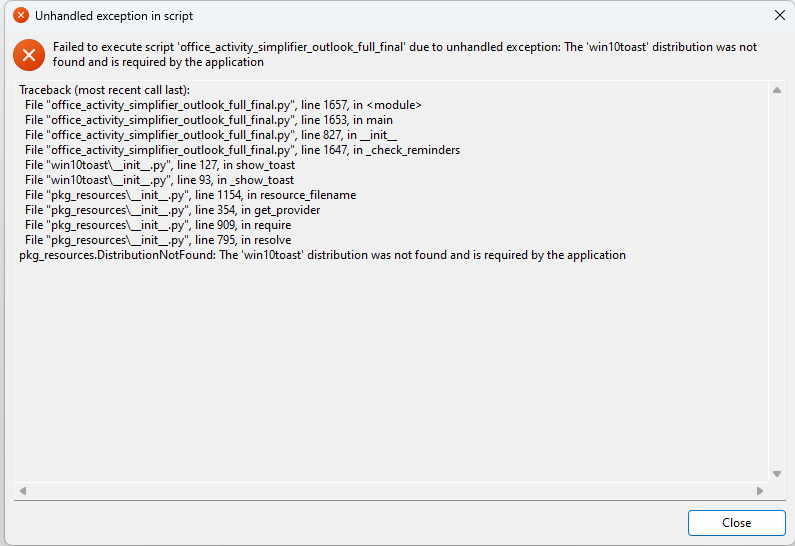 Unhandled exception in script
Failed to execute script 'office_activity_simplifier_outlook_full_final' due to unhandled exception: The 'win10toast' distribution was not
found and is required by the application
Traceback (most recent call last):
File "office_activity_simplifier_outlook_full_final.py", line 1657, in <module>
File "office_activity_simplifier_outlook_full_final.py", line 1653, in main
File "office_activity_simplifier_outlook_full_final.py", line 827, in __init__
File "office_activity_simplifier_outlook_full_final.py", line 1647, in _check_reminders
File "win10toast\__init__.py", line 127, in show_toast
File "win10toast\__init__.py", line 93, in _show_toast
File "pkg_resources\__init__.py", line 1154, in resource_filename
File "pkg_resources\__init__.py", line 354, in get_provider
File "pkg_resources\__init__.py", line 909, in require
File "pkg_resources\__init__.py", line 795, in resolve
pkg_resources.DistributionNotFound: The 'win10toast' distribution was not found and is required by the application
Close